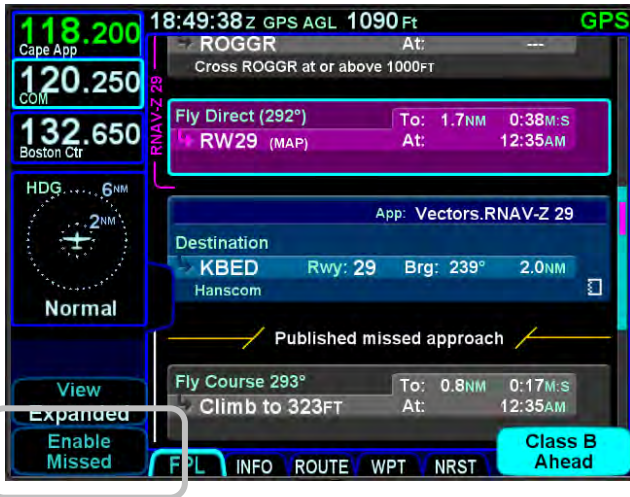 118.200 18:49:38 Z GPS AGL 1090 Ft GPS
Cape App
120.250
COM
132.650
Boston Ctr
HDG 6NM
2NM
Normal
View
Expanded
Enable
Missed
RNAV-Z 29
ROGGR At: ---
Cross ROGGR at or above 1000FT
Fly Direct (292°) To: 1.7NM 0:38M:S
RW29 (MAP) At: 12:35AM
App: Vectors.RNAV-Z 29
Destination
KBED Rwy: 29 Brg: 239° 2.0NM
Hanscom
Published missed approach
Fly Course 293° To: 0.8NM 0:17M:S
Climb to 323FT At: 12:35AM
FPL INFO ROUTE WPT NRST
Class B
Ahead